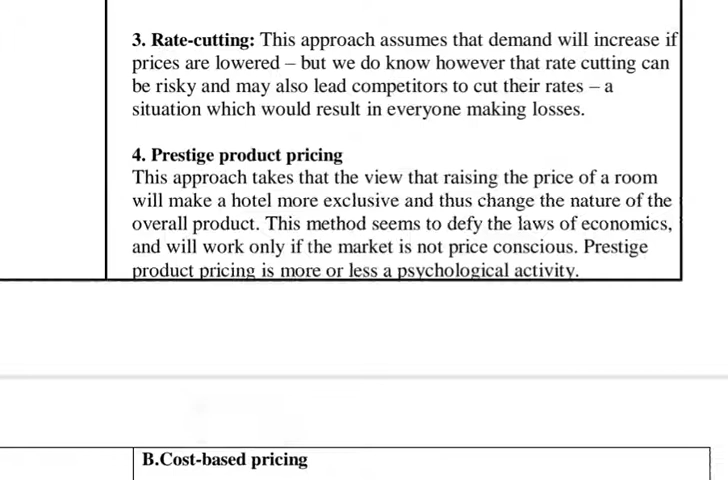 3. Rate-cutting: This approach assumes that demand will increase if
prices are lowered – but we do know however that rate cutting can
be risky and may also lead competitors to cut their rates – a
situation which would result in everyone making losses.
4. Prestige product pricing
This approach takes that the view that raising the price of a room
will make a hotel more exclusive and thus change the nature of the
overall product. This method seems to defy the laws of economics,
and will work only if the market is not price conscious. Prestige
product pricing is more or less a psychological activity.
B.Cost-based pricing